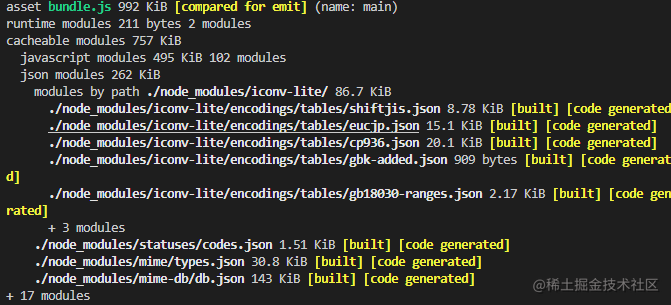 asset bundle.js 992 KiB [compared for emit] (name: main)
runtime modules 211 bytes 2 modules
cacheable modules 757 KiB
javascript modules 495 KiB 102 modules
json modules 262 KiB
modules by path ./node_modules/iconv-lite/ 86.7 KiB
./node_modules/iconv-lite/encodings/tables/shiftjis.json 8.78 KiB [built] [code generated
./node_modules/iconv-lite/encodings/tables/eucjp.json 15.1 KiB [built] [code generated]
./node_modules/iconv-lite/encodings/tables/cp936.json 20.1 KiB [built] [code generated]
./node_modules/iconv-lite/encodings/tables/gbk-added.json 909 bytes [built] [code generate
d]
./node_modules/iconv-lite/encodings/tables/gb18030-ranges.json 2.17 KiB [built] [code gene
rated]
+ 3 modules
./node_modules/statuses/codes.json 1.51 KiB [built] [code generated]
./node_modules/mime/types.json 30.8 KiB [built] [code generated]
./node_modules/mime-db/db.json 143 KiB [built] [code generated]
+ 17 modules
@稀土掘金技术社区